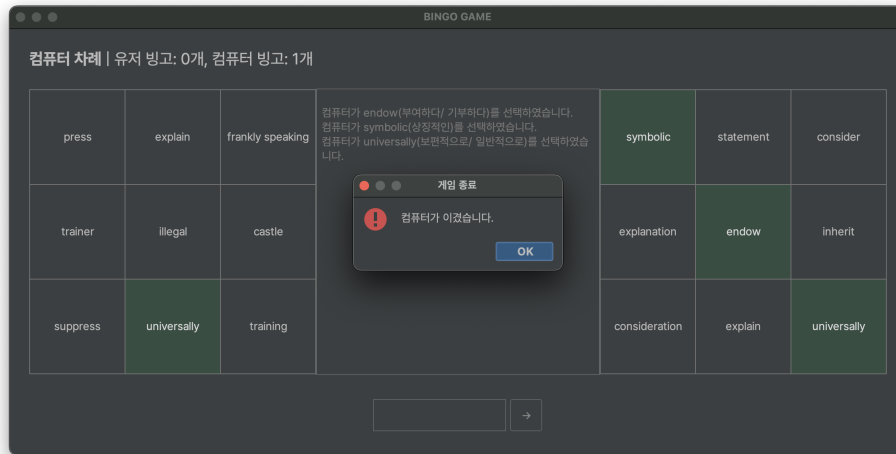 BINGO GAME
컴퓨터 차례 | 유저 빙고: 0개, 컴퓨터 빙고: 1개
press
explain
frankly speaking
trainer
illegal
castle
suppress
universally
training
컴퓨터가 endow(부여하다/ 기부하다)를 선택하였습니다.
컴퓨터가 symbolic(상장적인)를 선택하였습니다.
컴퓨터가 universally(보편적으로/ 일반적으로)를 선택하였습
니다.
게임 종료
컴퓨터가 이겼습니다.
OK
symbolic
statement
consider
explanation
endow
inherit
consideration
explain
universally
→